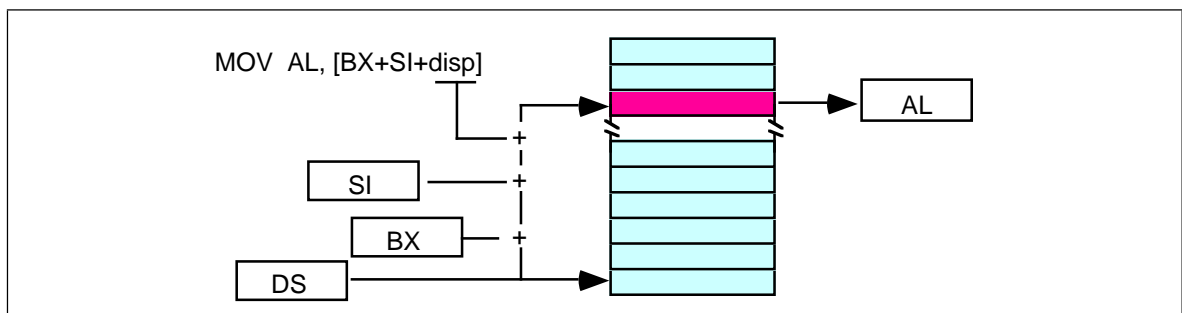 MOV AL, [BX+SI+disp]
AL
+
SI
+
BX
+
DS